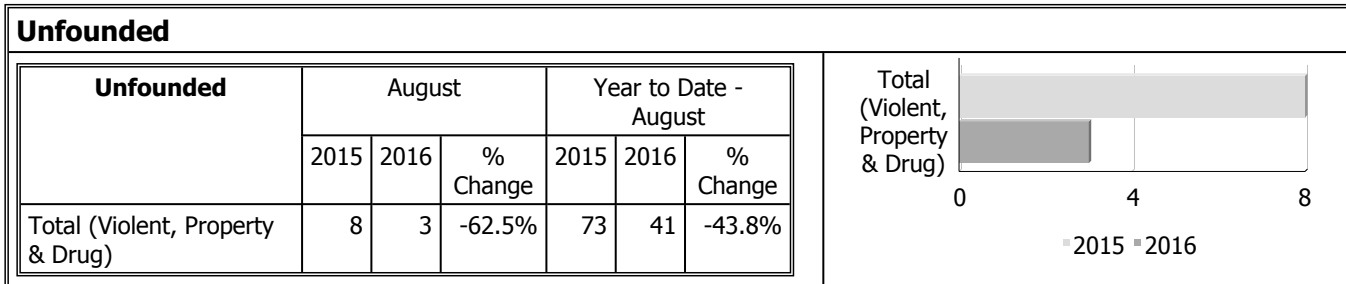 Unfounded
Unfounded
August
Year to Date -
August
2015 2016 %
Change
2015 2016 %
Change
Total (Violent, Property
& Drug)
8 3 -62.5% 73 41 -43.8%
Total
(Violent,
Property
& Drug)
0 4 8
2015 2016